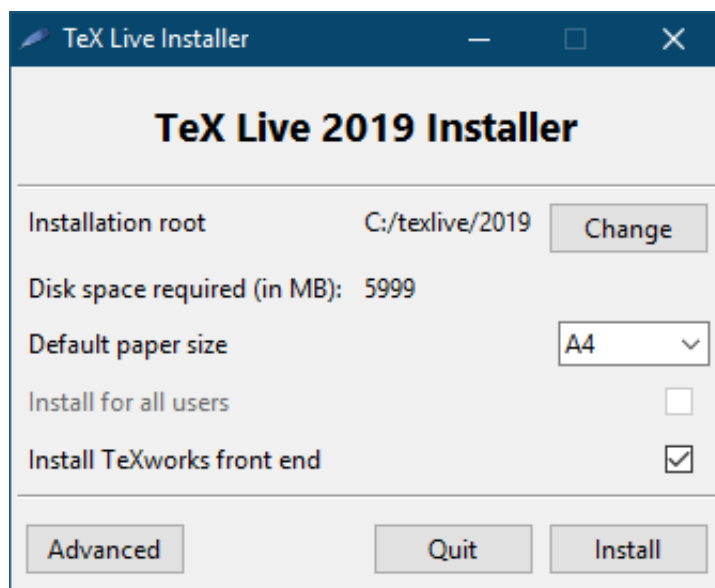 TeX Live Installer
TeX Live 2019 Installer
Installation root C:/texlive/2019 Change
Disk space required (in MB): 5999
Default paper size A4
Install for all users
Install TeXworks front end
Advanced Quit Install